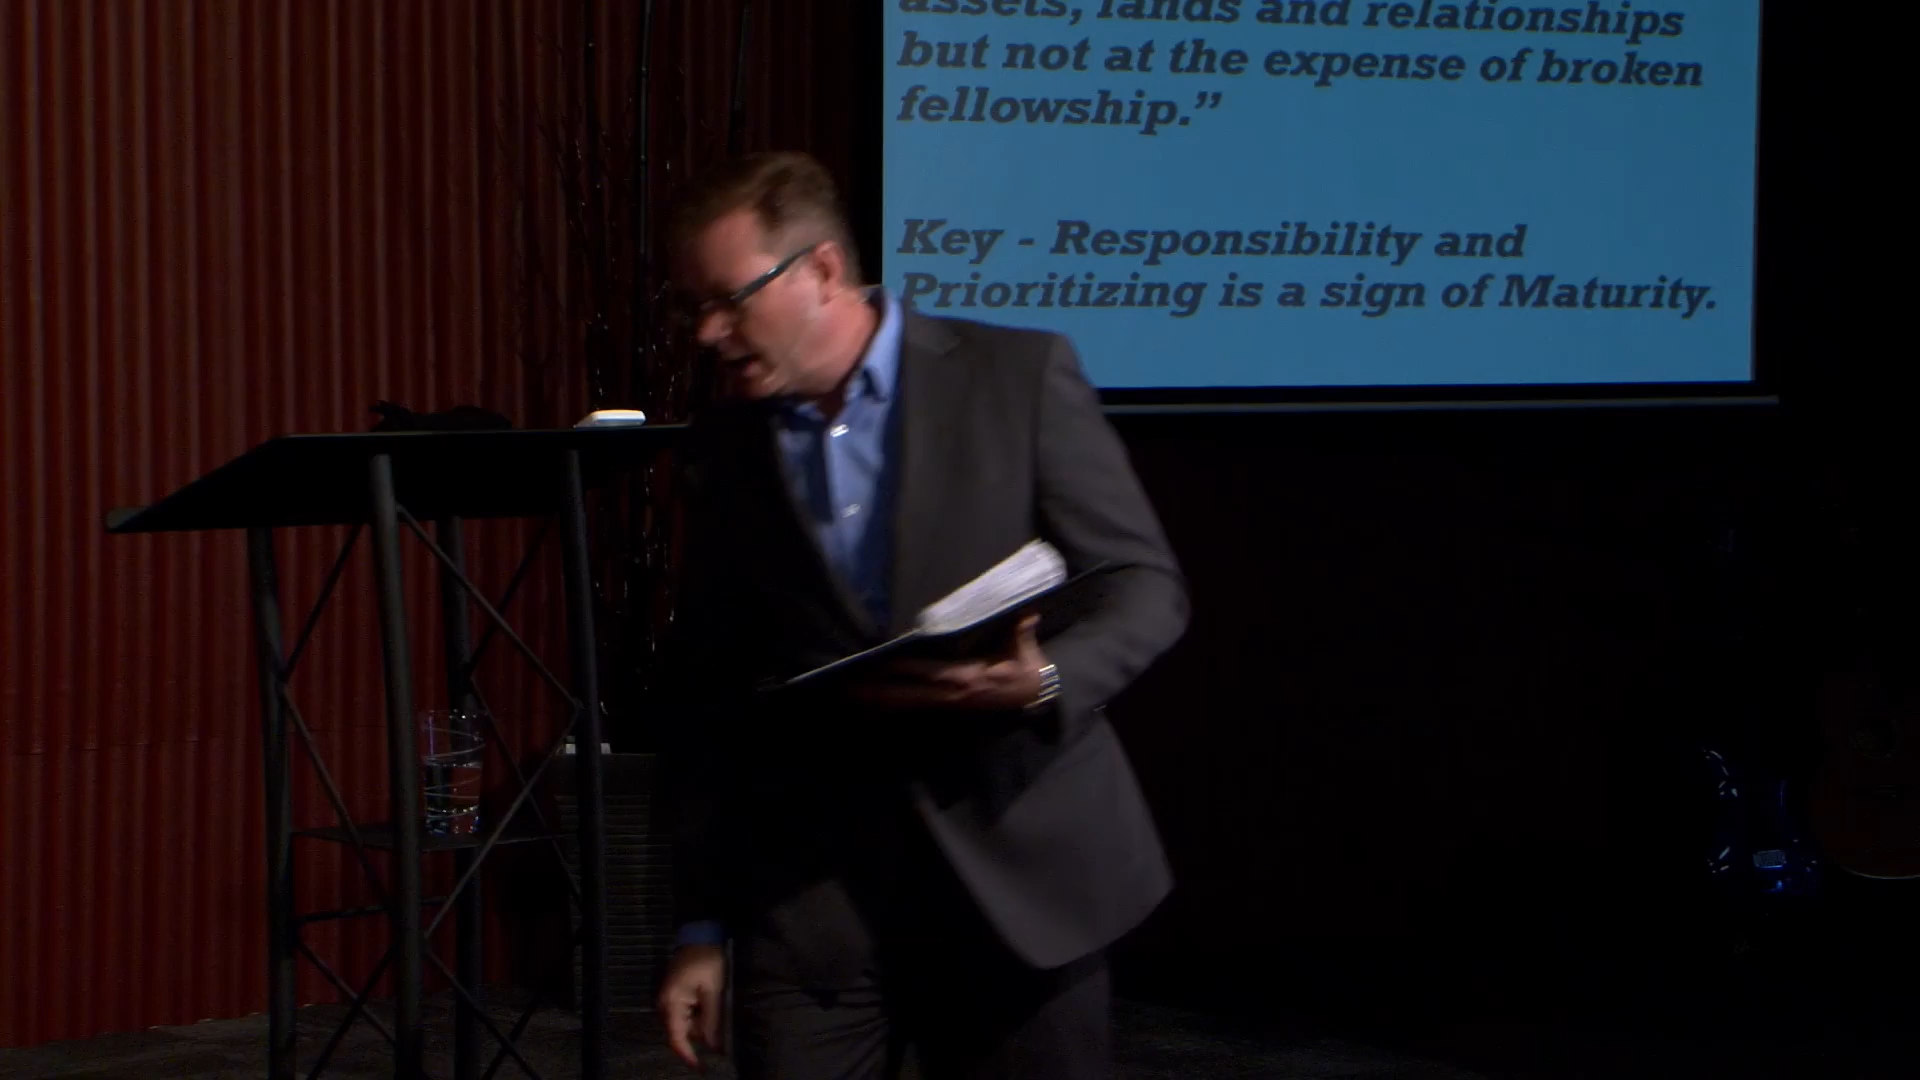 assets, lands and relationships
but not at the expense of broken
fellowship.”
Key - Responsibility and
Prioritizing is a sign of Maturity.